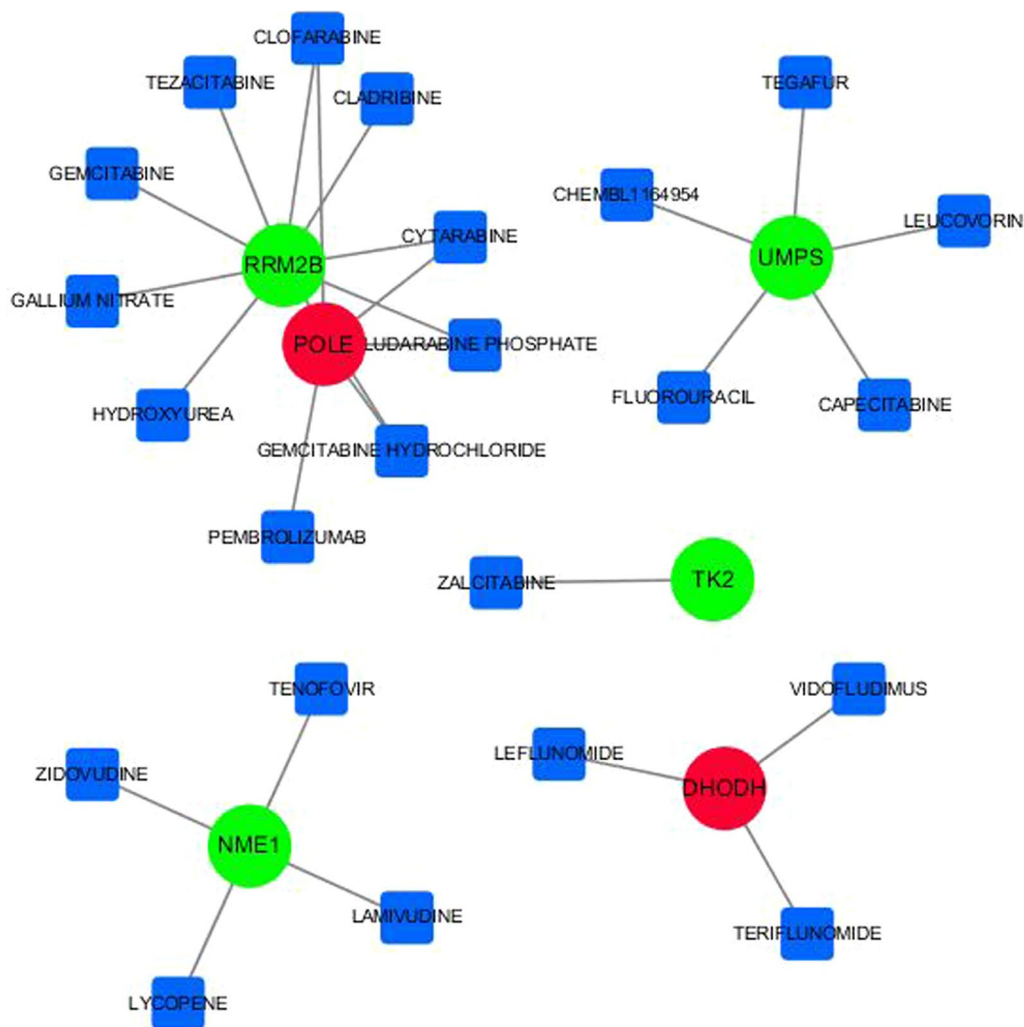 CLOFARABINE
TEZACITABINE
TEGAFUR
CLADRIBINE
GEMCITABINE
CHEMBL1164954
LEUCOVORIN
CYTARABINE
UMPS
RRM2B
GALLIUM NITRATE
POLE
LUDARABINE PHOSPHATE
FLUOROURACIL
CAPECITABINE
HYDROXYUREA
GEMCITABINE HYDROCHLORIDE
PEMBROLIZUMAB
TK2
ZALCITABINE
TENOFOVIR
VIDOFLUDIMUS
LEFLUNOMIDE
ZIDOVUDINE
DHODH
NME1
LAMIVUDINE
TERIFLUNOMIDE
LYCOPENE